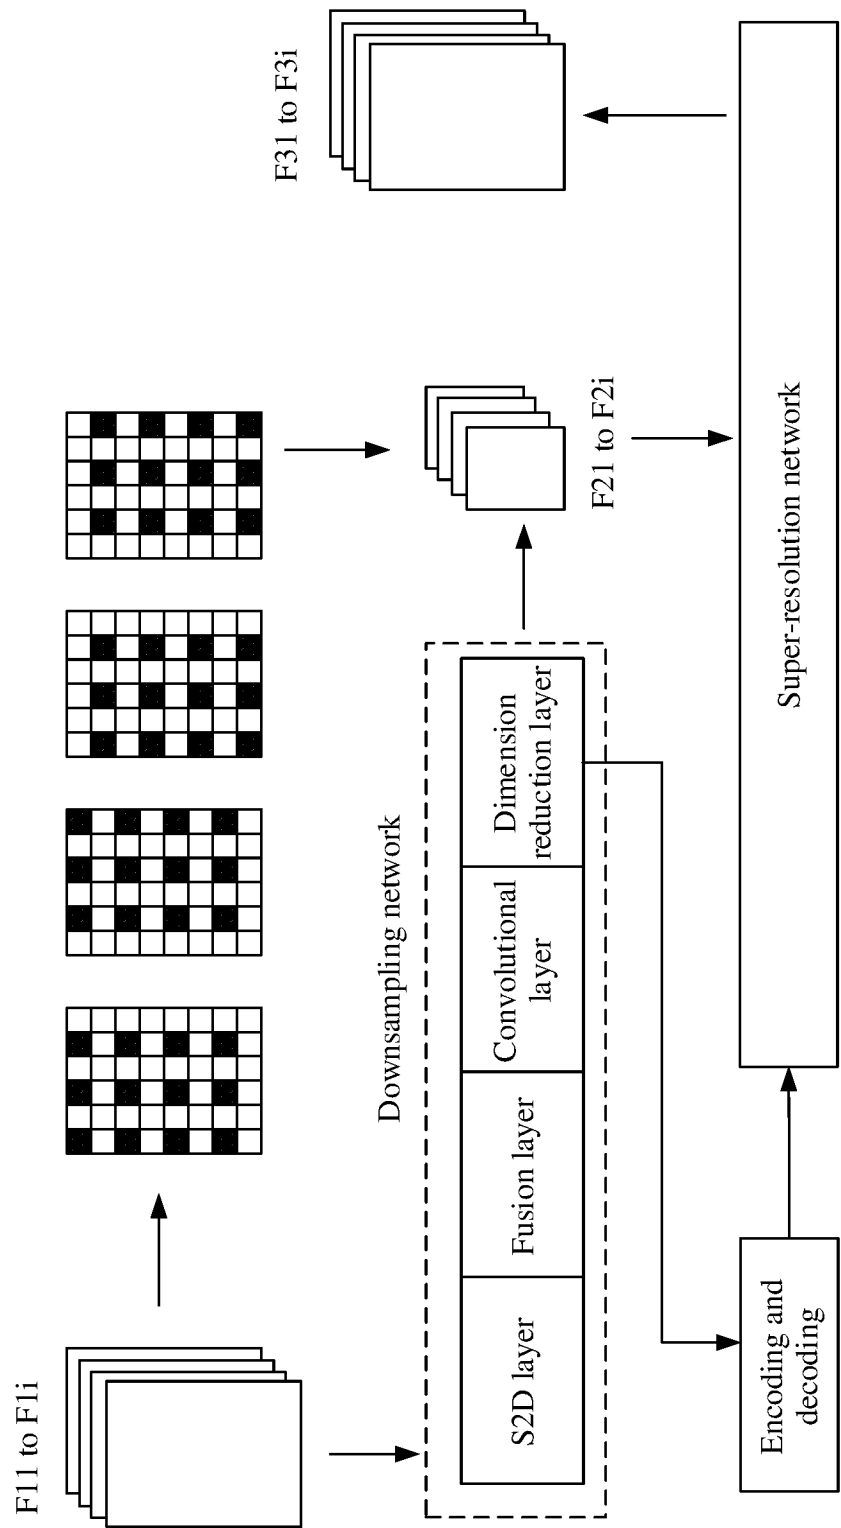 F11 to F1i
F31 to F3i
F21 to F2i
Downsampling network
S2D layer
Fusion layer
Convolutional
layer
Dimension
reduction layer
Encoding and
decoding
Super-resolution network